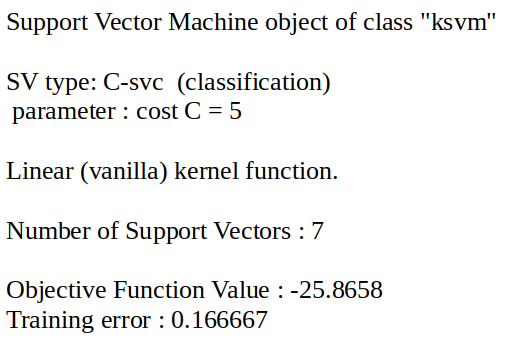 Support Vector Machine object of class "ksvm"
SV type: C-svc  (classification)
 parameter : cost C = 5
Linear (vanilla) kernel function.
Number of Support Vectors : 7
Objective Function Value : -25.8658
Training error : 0.166667